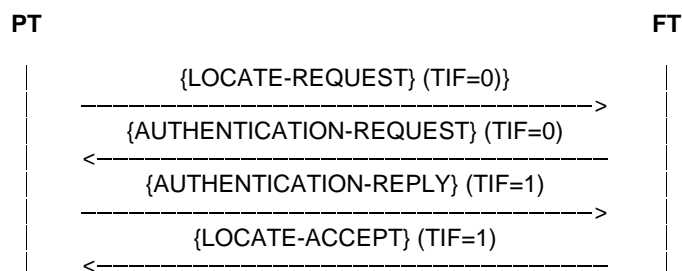 PT FT
{LOCATE-REQUEST} (TIF=0)}
{AUTHENTICATION-REQUEST} (TIF=0)
{AUTHENTICATION-REPLY} (TIF=1)
{LOCATE-ACCEPT} (TIF=1)